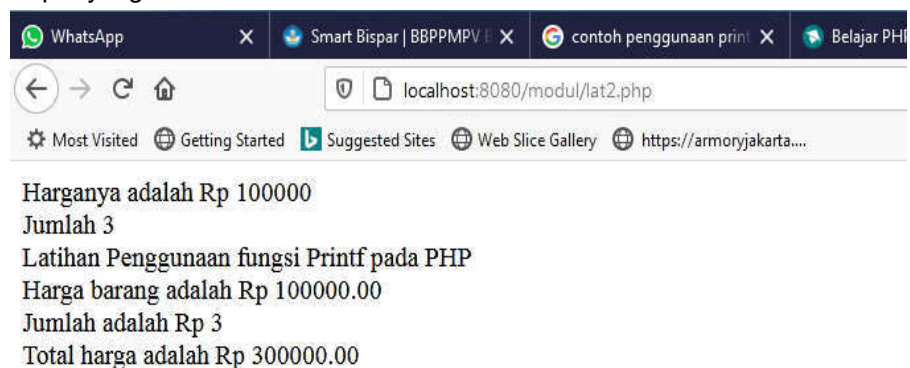 WhatsApp
Smart Bispar | BBPPMPV
contoh penggunaan print
Belajar PHP
localhost:8080/modul/lat2.php
Most Visited Getting Started Suggested Sites Web Slice Gallery https://armoryjakarta....
Harganya adalah Rp 100000
Jumlah 3
Latihan Penggunaan fungsi Printf pada PHP
Harga barang adalah Rp 100000.00
Jumlah adalah Rp 3
Total harga adalah Rp 300000.00